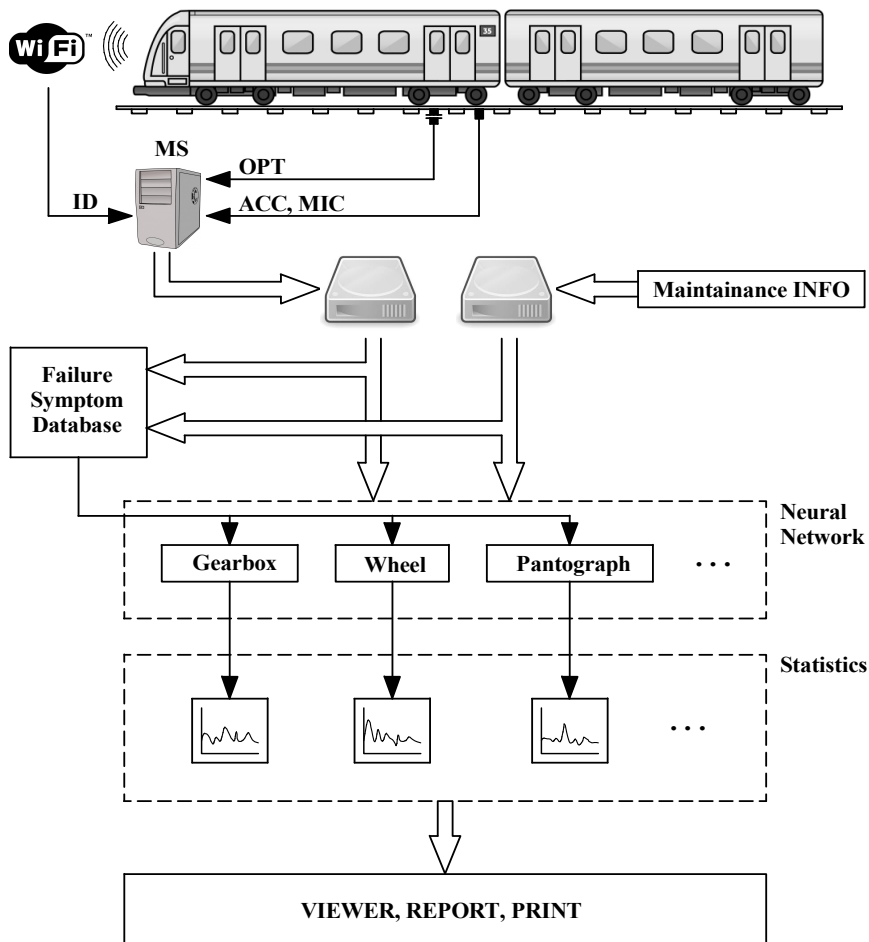 Wi Fi™
35
MS
OPT
ID
ACC, MIC
Maintainance INFO
Failure
Symptom
Database
Neural
Network
Gearbox
Wheel
Pantograph
...
Statistics
...
VIEWER, REPORT, PRINT